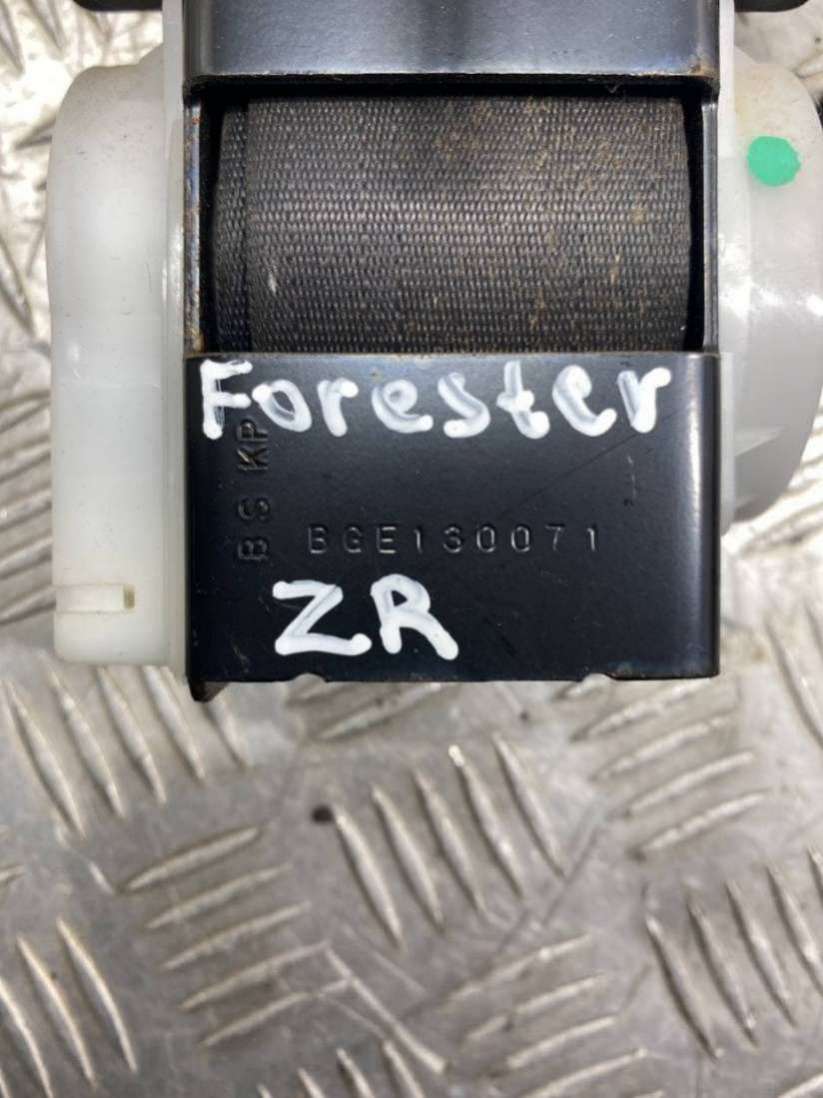 Forester
BS KP
BGE130071
ZR